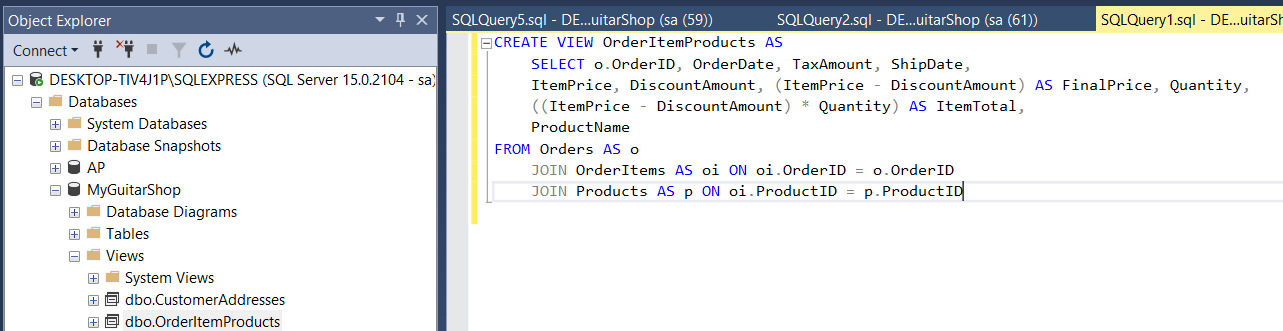 Object Explorer
Connect
DESKTOP-TIV4J1P\SQLEXPRESS (SQL Server 15.0.2104 - sa)
Databases
System Databases
Database Snapshots
AP
MyGuitarShop
Database Diagrams
Tables
Views
System Views
dbo.CustomerAddresses
dbo.OrderItemProducts
SQLQuery5.sql - DE...uitarShop (sa (59)) SQLQuery2.sql - DE...uitarShop (sa (61)) SQLQuery1.sql - DE...uitarSho
CREATE VIEW OrderItemProducts AS
SELECT o.OrderID, OrderDate, TaxAmount, ShipDate,
ItemPrice, DiscountAmount, (ItemPrice - DiscountAmount) AS FinalPrice, Quantity,
((ItemPrice - DiscountAmount) * Quantity) AS ItemTotal,
ProductName
FROM Orders AS o
JOIN OrderItems AS oi ON oi.OrderID = o.OrderID
JOIN Products AS p ON oi.ProductID = p.ProductID